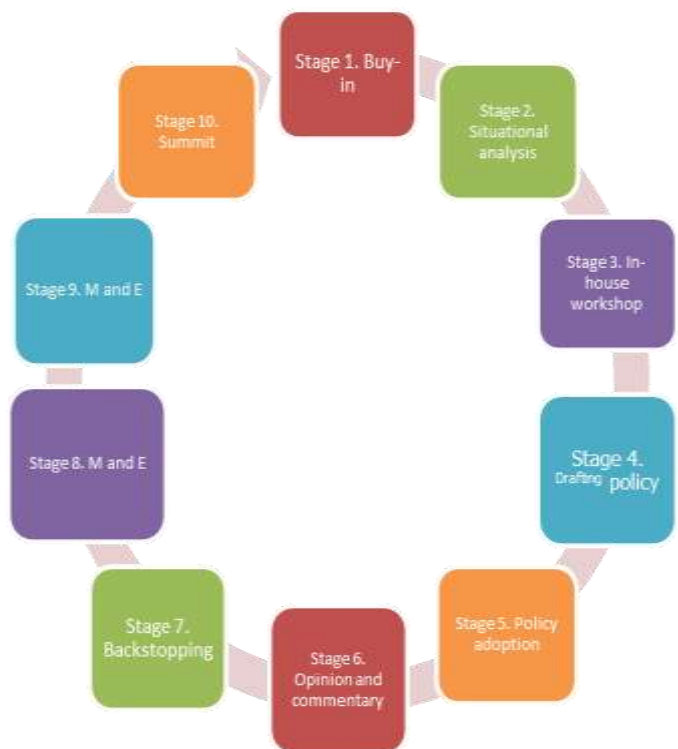 Stage 1. Buy-
in
Stage 2.
Situational
analysis
Stage 3. In-
house
workshop
Stage 4.
Drafting policy
Stage 5. Policy
adoption
Stage 6.
Opinion and
commentary
Stage 7.
Backstopping
Stage 8. M and E
Stage 9. M and E
Stage 10.
Summit